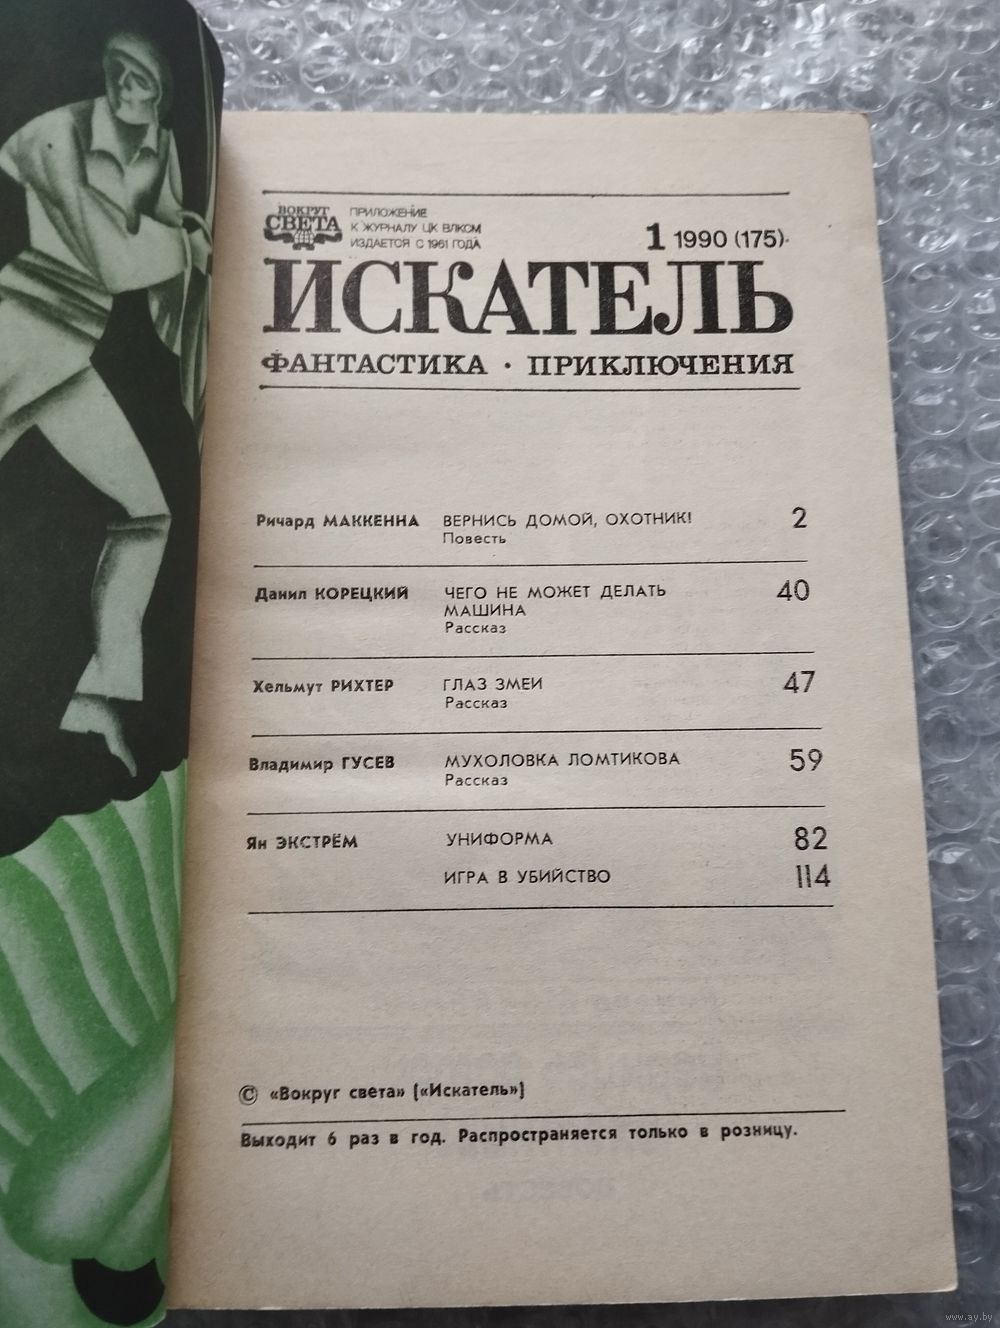 ВОКРУГ
СВЕТА
ПРИЛОЖЕНИЕ
К ЖУРНАЛУ ЦК ВЛКСМ
ИЗДАЕТСЯ С 1961 ГОДА
1 1990 (175)
ИСКАТЕЛЬ
ФАНТАСТИКА · ПРИКЛЮЧЕНИЯ
Ричард МАККЕННА ВЕРНИСЬ ДОМОЙ, ОХОТНИК! 2
Повесть
Данил КОРЕЦКИЙ ЧЕГО НЕ МОЖЕТ ДЕЛАТЬ 40
МАШИНА
Рассказ
Хельмут РИХТЕР ГЛАЗ ЗМЕИ 47
Рассказ
Владимир ГУСЕВ МУХОЛОВКА ЛОМТИКОВА 59
Рассказ
Ян ЭКСТРЁМ УНИФОРМА 82
ИГРА В УБИЙСТВО 114
© «Вокруг света» («Искатель»)
Выходит 6 раз в год. Распространяется только в розницу.
www.ay.by